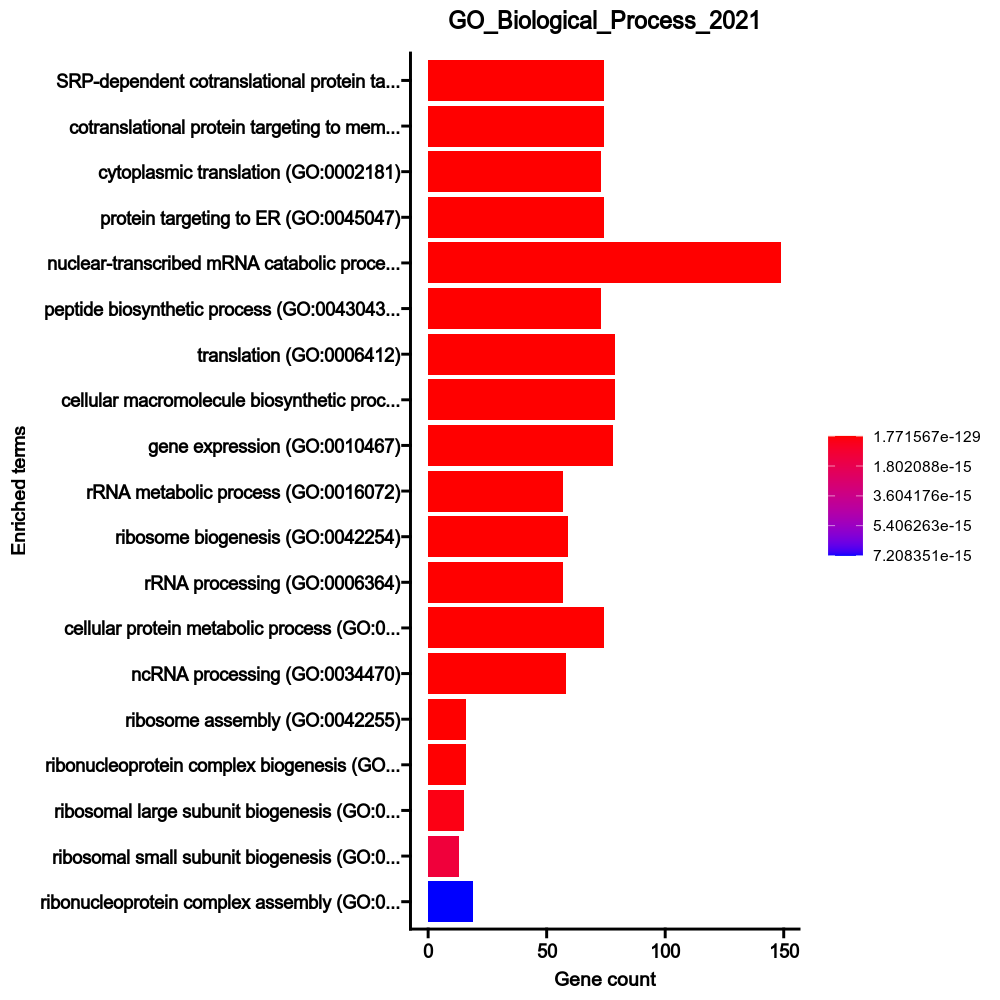 GO_Biological_Process_2021
SRP-dependent cotranslational protein ta...
cotranslational protein targeting to mem...
cytoplasmic translation (GO:0002181)
protein targeting to ER (GO:0045047)
nuclear-transcribed mRNA catabolic proce...
peptide biosynthetic process (GO:0043043...
translation (GO:0006412)
cellular macromolecule biosynthetic proc...
gene expression (GO:0010467)
rRNA metabolic process (GO:0016072)
ribosome biogenesis (GO:0042254)
rRNA processing (GO:0006364)
cellular protein metabolic process (GO:0...
ncRNA processing (GO:0034470)
ribosome assembly (GO:0042255)
ribonucleoprotein complex biogenesis (GO...
ribosomal large subunit biogenesis (GO:0...
ribosomal small subunit biogenesis (GO:0...
ribonucleoprotein complex assembly (GO:0...
Enriched terms
0 50 100 150
Gene count
1.771567e-129
1.802088e-15
3.604176e-15
5.406263e-15
7.208351e-15